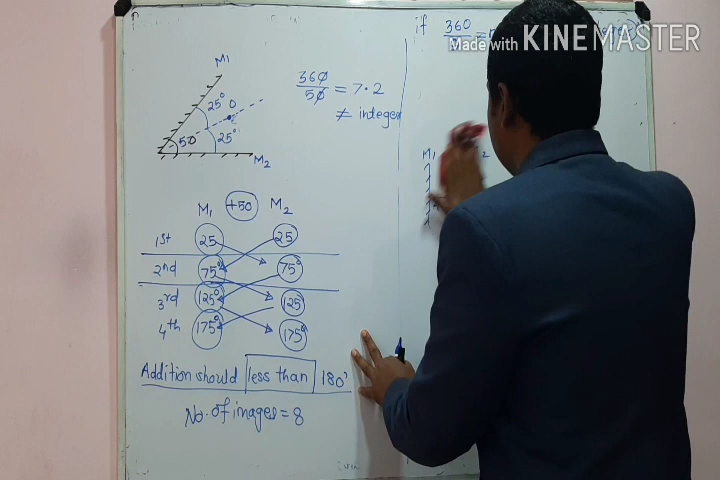 if 360
Made with KINEMASTER
M1
360/50 = 7.2
≠ integer
25° O
50
25°
M2
M1 +50 M2
1st 25 25
2nd 75° 75°
3rd 125° 125
4th 175° 175°
Addition should less than 180°
No. of images = 8
M1 2